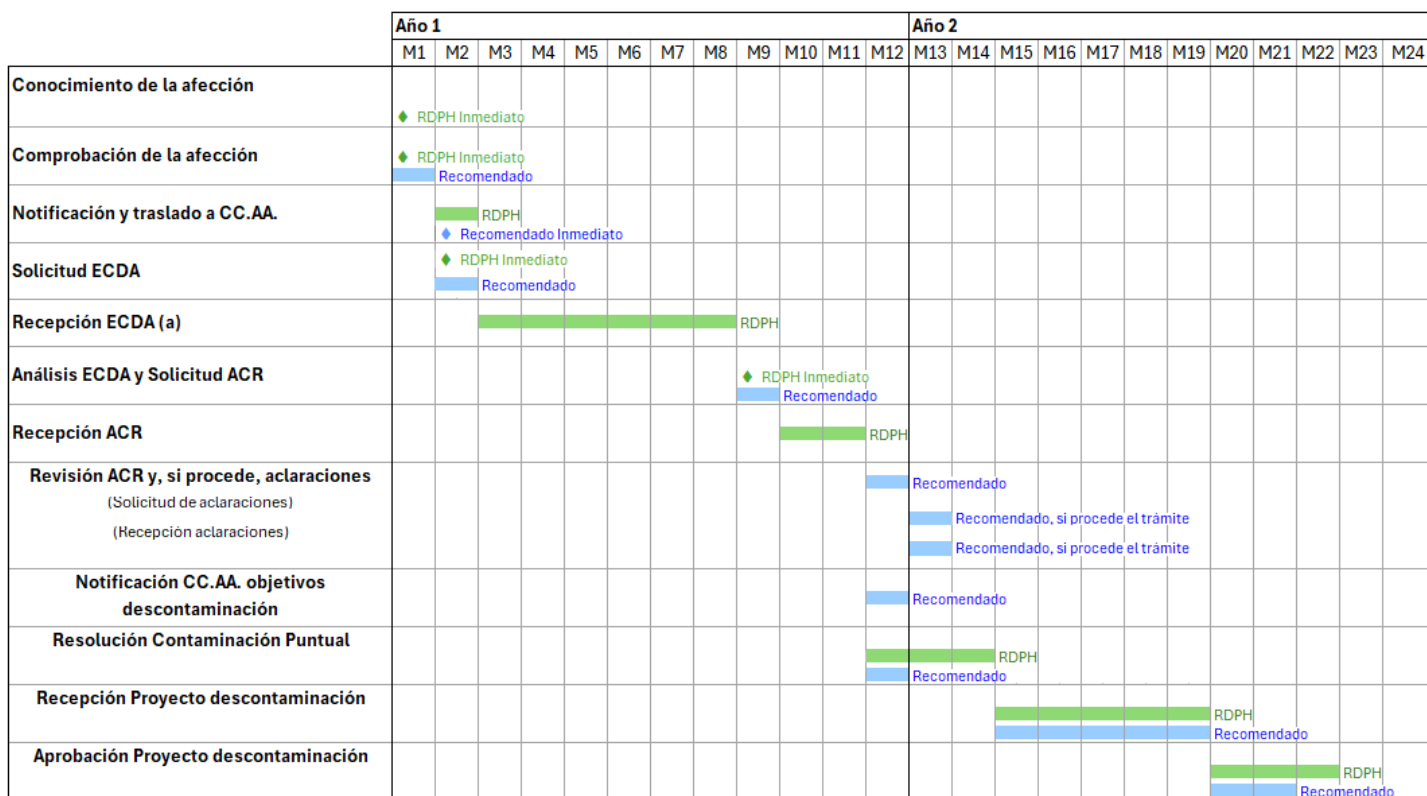 Año 1 Año 2
M1 M2 M3 M4 M5 M6 M7 M8 M9 M10 M11 M12 M13 M14 M15 M16 M17 M18 M19 M20 M21 M22 M23 M24
Conocimiento de la afección
RDPH Inmediato
Comprobación de la afección
RDPH Inmediato
Recomendado
Notificación y traslado a CC.AA.
RDPH
Recomendado Inmediato
Solicitud ECDA
RDPH Inmediato
Recomendado
Recepción ECDA (a)
RDPH
Análisis ECDA y Solicitud ACR
RDPH Inmediato
Recomendado
Recepción ACR
RDPH
Revisión ACR y, si procede, aclaraciones
Recomendado
(Solicitud de aclaraciones)
Recomendado, si procede el trámite
(Recepción aclaraciones)
Recomendado, si procede el trámite
Notificación CC.AA. objetivos
descontaminación
Recomendado
Resolución Contaminación Puntual
RDPH
Recomendado
Recepción Proyecto descontaminación
RDPH
Recomendado
Aprobación Proyecto descontaminación
RDPH
Recomendado